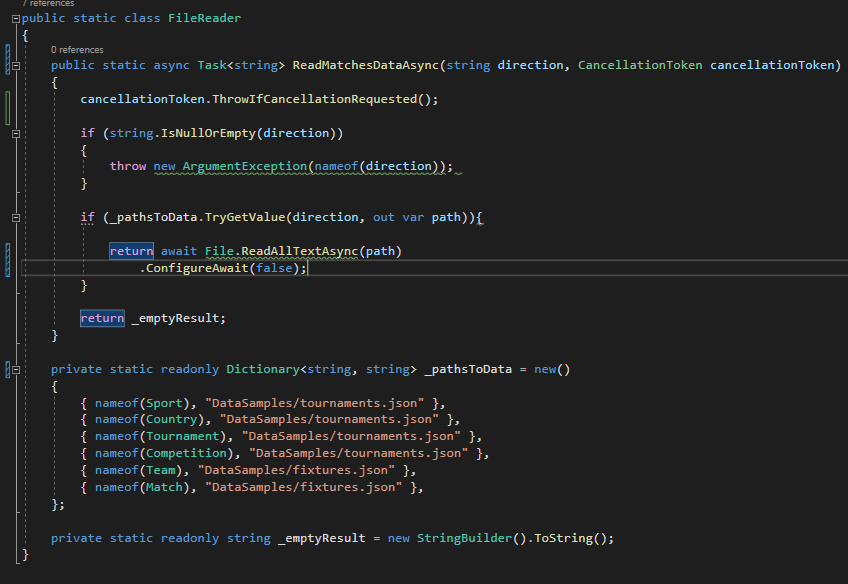 7 references
public static class FileReader
{
0 references
public static async Task<string> ReadMatchesDataAsync(string direction, CancellationToken cancellationToken)
{
cancellationToken.ThrowIfCancellationRequested();
if (string.IsNullOrEmpty(direction))
{
throw new ArgumentException(nameof(direction));
}
if (_pathsToData.TryGetValue(direction, out var path)){
return await File.ReadAllTextAsync(path)
.ConfigureAwait(false);
}
return _emptyResult;
}
private static readonly Dictionary<string, string> _pathsToData = new()
{
{ nameof(Sport), "DataSamples/tournaments.json" },
{ nameof(Country), "DataSamples/tournaments.json" },
{ nameof(Tournament), "DataSamples/tournaments.json" },
{ nameof(Competition), "DataSamples/tournaments.json" },
{ nameof(Team), "DataSamples/fixtures.json" },
{ nameof(Match), "DataSamples/fixtures.json" },
};
private static readonly string _emptyResult = new StringBuilder().ToString();
}